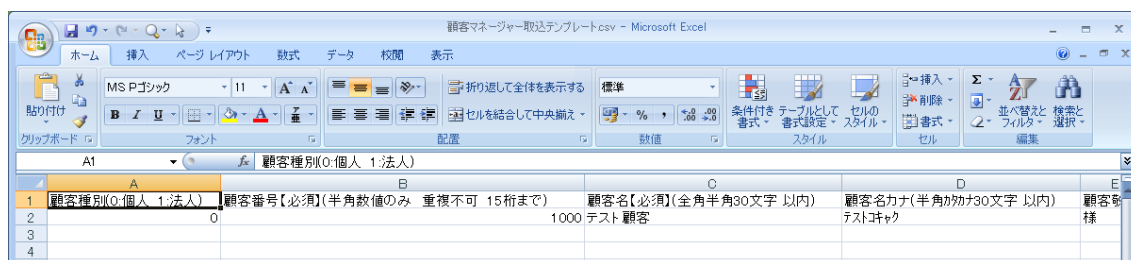 顧客マネージャー取込テンプレート.csv - Microsoft Excel
ホーム 挿入 ページ レイアウト 数式 データ 校閲 表示
MS Pゴシック 11 折り返して全体を表示する 標準 挿入 Σ
貼り付け B I U A セルを結合して中央揃え % , 条件付き書式 テーブルとして書式設定 セルのスタイル 削除 書式 並べ替えとフィルタ 検索と選択
クリップボード フォント 配置 数値 スタイル セル 編集
A1 fx 顧客種別(0:個人 1:法人)
A B C D E
1 顧客種別(0:個人 1:法人) 顧客番号【必須】(半角数値のみ 重複不可 15桁まで) 顧客名【必須】(全角半角30文字 以内) 顧客名カナ(半角カタカナ30文字 以内) 顧客
2 0 1000 テスト顧客 テストコキャク 様
3
4